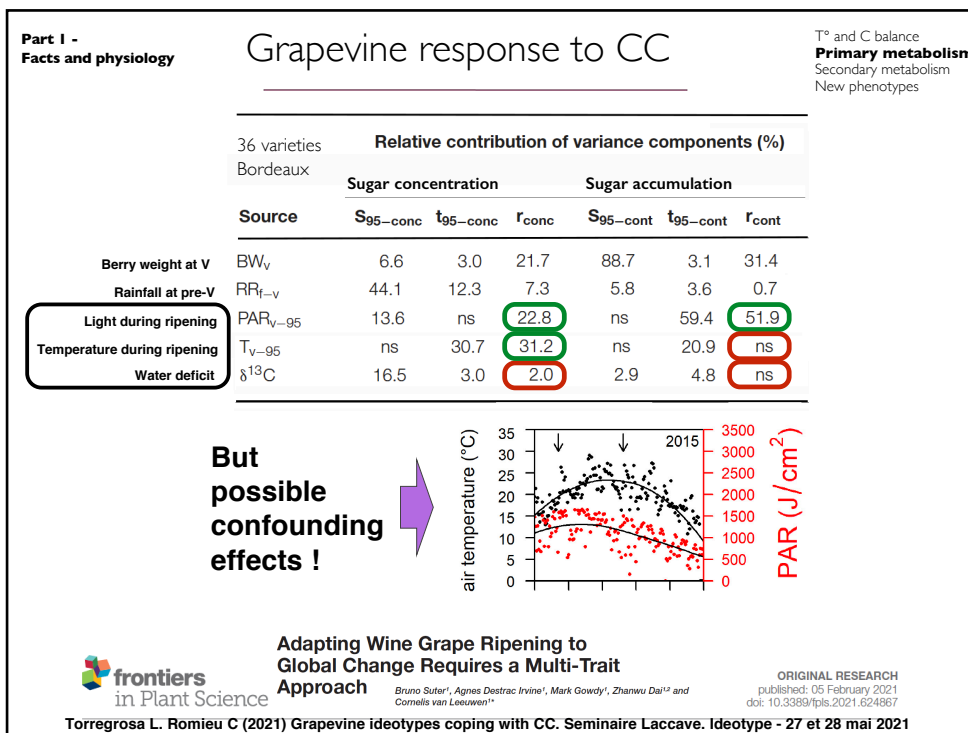 Part I -
Facts and physiology
Grapevine response to CC
T° and C balance
Primary metabolism
Secondary metabolism
New phenotypes
36 varieties
Bordeaux
Relative contribution of variance components (%)
Sugar concentration Sugar accumulation
Source S95–conc t95–conc rconc S95–cont t95–cont rcont
Berry weight at V BWv 6.6 3.0 21.7 88.7 3.1 31.4
Rainfall at pre-V RRf–v 44.1 12.3 7.3 5.8 3.6 0.7
Light during ripening PARv–95 13.6 ns 22.8 ns 59.4 51.9
Temperature during ripening Tv–95 ns 30.7 31.2 ns 20.9 ns
Water deficit δ13C 16.5 3.0 2.0 2.9 4.8 ns
But
possible
confounding
effects !
air temperature (°C)
35
30
25
20
15
10
5
0
2015
3500
3000
2500
2000
1500
1000
500
0
PAR (J/cm2)
frontiers
in Plant Science
Adapting Wine Grape Ripening to
Global Change Requires a Multi-Trait
Approach
Bruno Suter1, Agnes Destrac Irvine1, Mark Gowdy1, Zhanwu Dai1,2 and
Cornelis van Leeuwen1*
ORIGINAL RESEARCH
published: 05 February 2021
doi: 10.3389/fpls.2021.624867
Torregrosa L. Romieu C (2021) Grapevine ideotypes coping with CC. Seminaire Laccave. Ideotype - 27 et 28 mai 2021